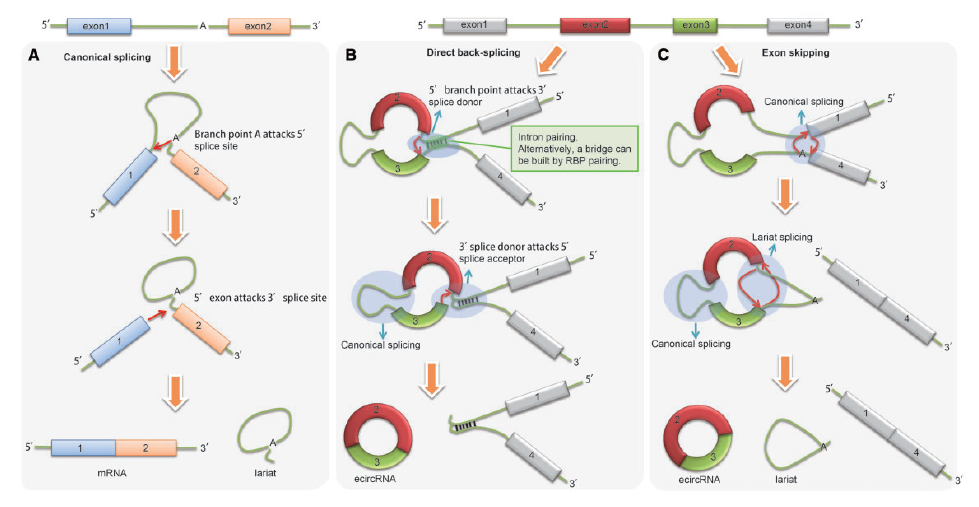 5´ exon1 A exon2 3´
5´ exon1 exon2 exon3 exon4 3´
A Canonical splicing
A
Branch point A attacks 5´
splice site
1
2
5´
3´
A
5´ exon attacks 3´ splice site
1
2
5´
3´
5´ 1 2 3´
mRNA
A
lariat
B Direct back-splicing
5´ branch point attacks 3´
splice donor
5´
2
1
Intron pairing.
Alternatively, a bridge can
be built by RBP pairing.
3
4
3´
3´ splice donor attacks 5´
splice acceptor
5´
2
1
3
4
Canonical splicing
3´
5´
2
1
3
4
3´
ecircRNA
C Exon skipping
5´
2
Canonical splicing
1
A
3
4
3´
Lariat splicing
5´
2
1
A
3
4
Canonical splicing
3´
5´
2
1
A
3
4
3´
ecircRNA
lariat